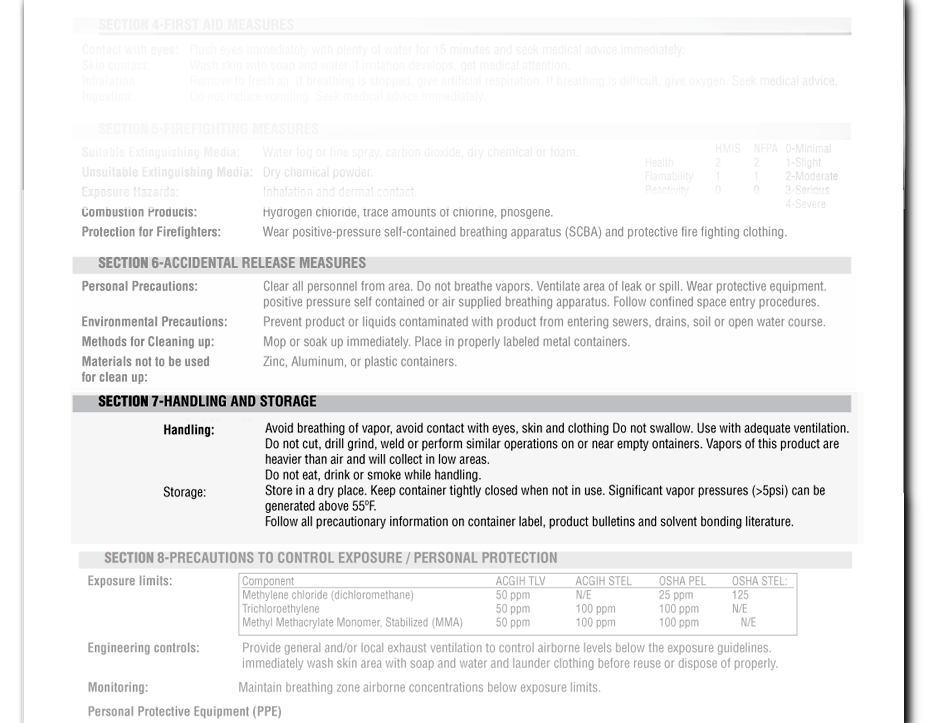 SECTION 4-FIRST AID MEASURES
Contact with eyes: Flush eyes immediately with plenty of water for 15 minutes and seek medical advice immediately.
Skin contact: Wash skin with soap and water if irritation develops, get medical attention.
Inhalation: Remove to fresh air, if breathing is stopped, give artificial respiration. If breathing is difficult, give oxygen. Seek medical advice.
Ingestion: Do not induce vomiting. Seek medical advice immediately.
SECTION 5-FIREFIGHTING MEASURES
HMIS NFPA 0-Minimal
Suitable Extinguishing Media: Water fog or fine spray, carbon dioxide, dry chemical or foam.
Health 2 2 1-Slight
Unsuitable Extinguishing Media: Dry chemical powder.
Flamability 1 1 2-Moderate
Exposure Hazards: Inhalation and dermal contact.
Reactivity 0 0 3-Serious
4-Severe
Combustion Products: Hydrogen chloride, trace amounts of chlorine, phosgene.
Protection for Firefighters: Wear positive-pressure self-contained breathing apparatus (SCBA) and protective fire fighting clothing.
SECTION 6-ACCIDENTAL RELEASE MEASURES
Personal Precautions: Clear all personnel from area. Do not breathe vapors. Ventilate area of leak or spill. Wear protective equipment.
positive pressure self contained or air supplied breathing apparatus. Follow confined space entry procedures.
Environmental Precautions: Prevent product or liquids contaminated with product from entering sewers, drains, soil or open water course.
Methods for Cleaning up: Mop or soak up immediately. Place in properly labeled metal containers.
Materials not to be used Zinc, Aluminum, or plastic containers.
for clean up:
SECTION 7-HANDLING AND STORAGE
Handling: Avoid breathing of vapor, avoid contact with eyes, skin and clothing Do not swallow. Use with adequate ventilation.
Do not cut, drill grind, weld or perform similar operations on or near empty ontainers. Vapors of this product are
heavier than air and will collect in low areas.
Do not eat, drink or smoke while handling.
Storage: Store in a dry place. Keep container tightly closed when not in use. Significant vapor pressures (>5psi) can be
generated above 55ºF.
Follow all precautionary information on container label, product bulletins and solvent bonding literature.
SECTION 8-PRECAUTIONS TO CONTROL EXPOSURE / PERSONAL PROTECTION
Exposure limits: Component ACGIH TLV ACGIH STEL OSHA PEL OSHA STEL:
Methylene chloride (dichloromethane) 50 ppm N/E 25 ppm 125
Trichloroethylene 50 ppm 100 ppm 100 ppm N/E
Methyl Methacrylate Monomer, Stabilized (MMA) 50 ppm 100 ppm 100 ppm N/E
Engineering controls: Provide general and/or local exhaust ventilation to control airborne levels below the exposure guidelines.
immediately wash skin area with soap and water and launder clothing before reuse or dispose of properly.
Monitoring: Maintain breathing zone airborne concentrations below exposure limits.
Personal Protective Equipment (PPE)